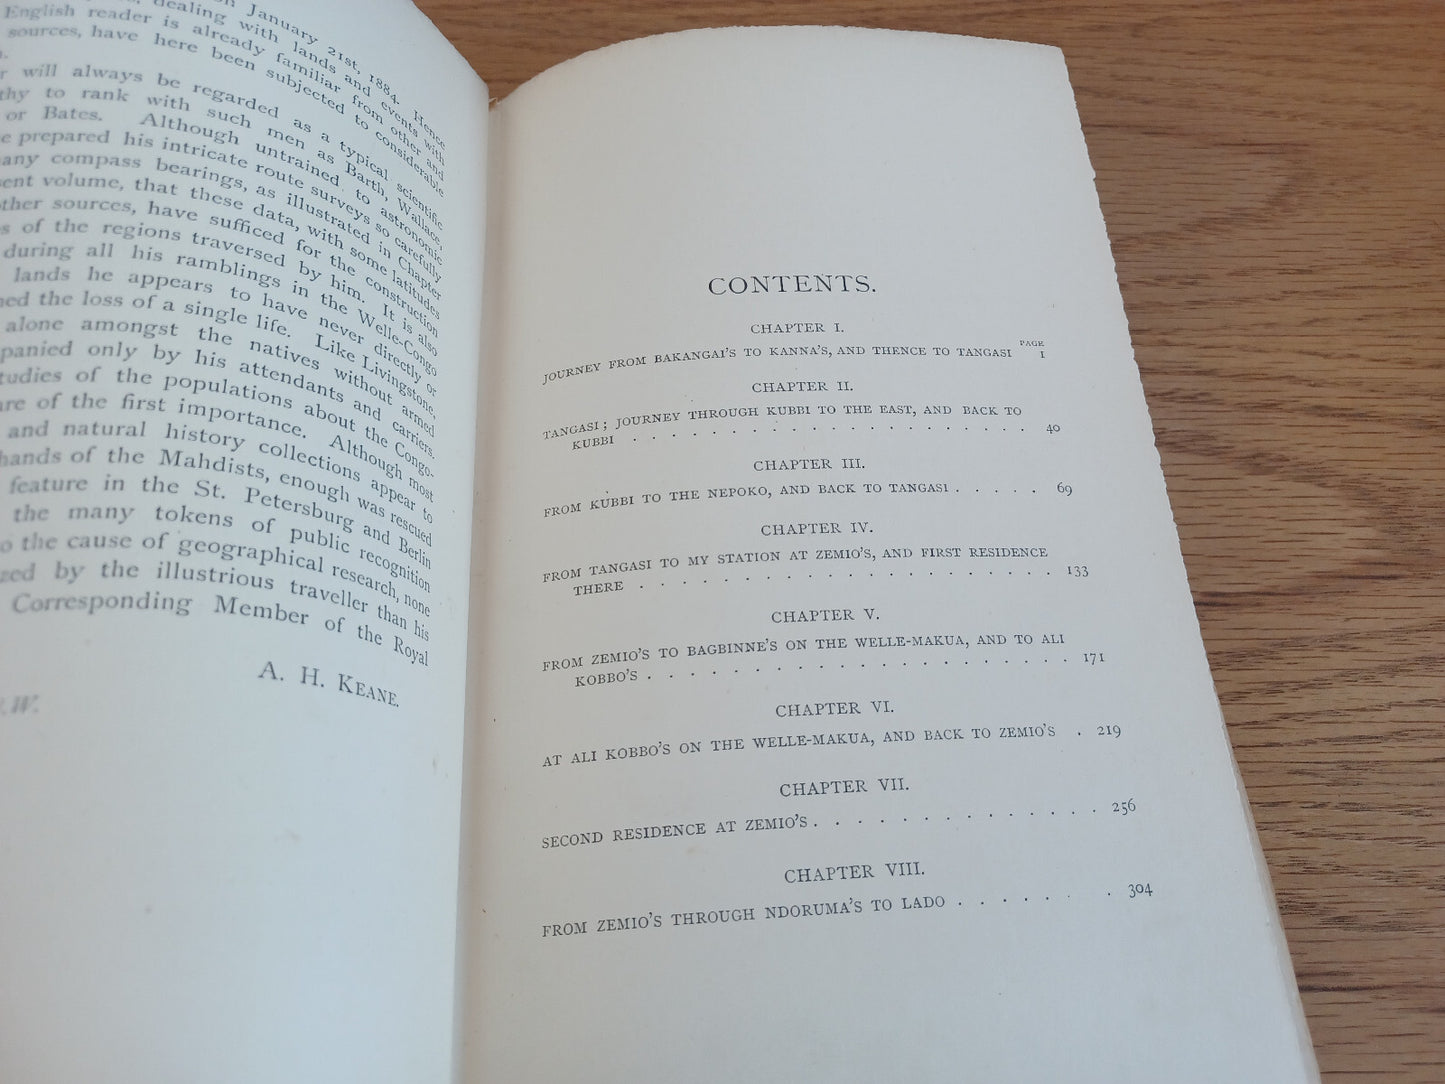 on January 21st, 1884. Hence
dealing with lands and events with
English reader is already familiar from other and
sources, have here been subjected to considerable
will always be regarded as a typical scientific
thy to rank with such men as Barth, Wallace,
or Bates. Although untrained to astronomic
e prepared his intricate route surveys so carefully
any compass bearings, as illustrated in Chapter
sent volume, that these data, with some latitudes
other sources, have sufficed for the construction
s of the regions traversed by him. It is also
during all his ramblings in the Welle-Congo
lands he appears to have never directly or
ned the loss of a single life. Like Livingstone,
alone amongst the natives without armed
panied only by his attendants and carriers.
tudies of the populations about the Congo-
are of the first importance. Although most
and natural history collections appear to
hands of the Mahdists, enough was rescued
feature in the St. Petersburg and Berlin
the many tokens of public recognition
o the cause of geographical research, none
zed by the illustrious traveller than his
Corresponding Member of the Royal
A. H. KEANE.
.W.
CONTENTS.
CHAPTER I.
PAGE
JOURNEY FROM BAKANGAI'S TO KANNA'S, AND THENCE TO TANGASI 1
CHAPTER II.
TANGASI; JOURNEY THROUGH KUBBI TO THE EAST, AND BACK TO
KUBBI . . . . . . . . . . . . . . . . 40
CHAPTER III.
FROM KUBBI TO THE NEPOKO, AND BACK TO TANGASI . . . . . 69
CHAPTER IV.
FROM TANGASI TO MY STATION AT ZEMIO'S, AND FIRST RESIDENCE
THERE . . . . . . . . . . . . . . . . . . 133
CHAPTER V.
FROM ZEMIO'S TO BAGBINNE'S ON THE WELLE-MAKUA, AND TO ALI
KOBBO'S . . . . . . . . . . . . . . . . . 171
CHAPTER VI.
AT ALI KOBBO'S ON THE WELLE-MAKUA, AND BACK TO ZEMIO'S . 219
CHAPTER VII.
SECOND RESIDENCE AT ZEMIO'S . . . . . . . . . . . . . 256
CHAPTER VIII.
FROM ZEMIO'S THROUGH NDORUMA'S TO LADO . . . . . . . 304